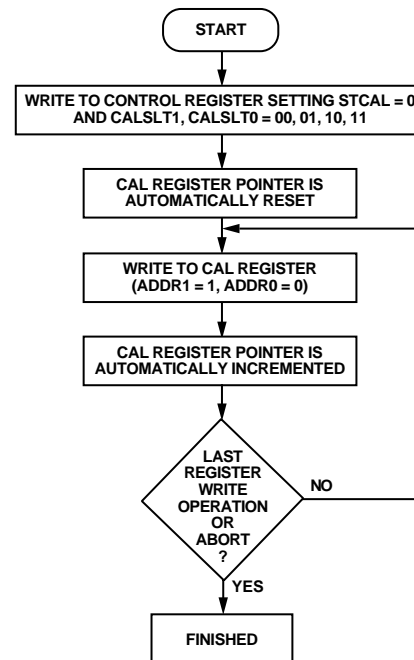 START
WRITE TO CONTROL REGISTER SETTING STCAL = 0
AND CALSLT1, CALSLT0 = 00, 01, 10, 11
CAL REGISTER POINTER IS
AUTOMATICALLY RESET
WRITE TO CAL REGISTER
(ADDR1 = 1, ADDR0 = 0)
CAL REGISTER POINTER IS
AUTOMATICALLY INCREMENTED
LAST
REGISTER
WRITE
OPERATION
OR
ABORT
?
NO
YES
FINISHED